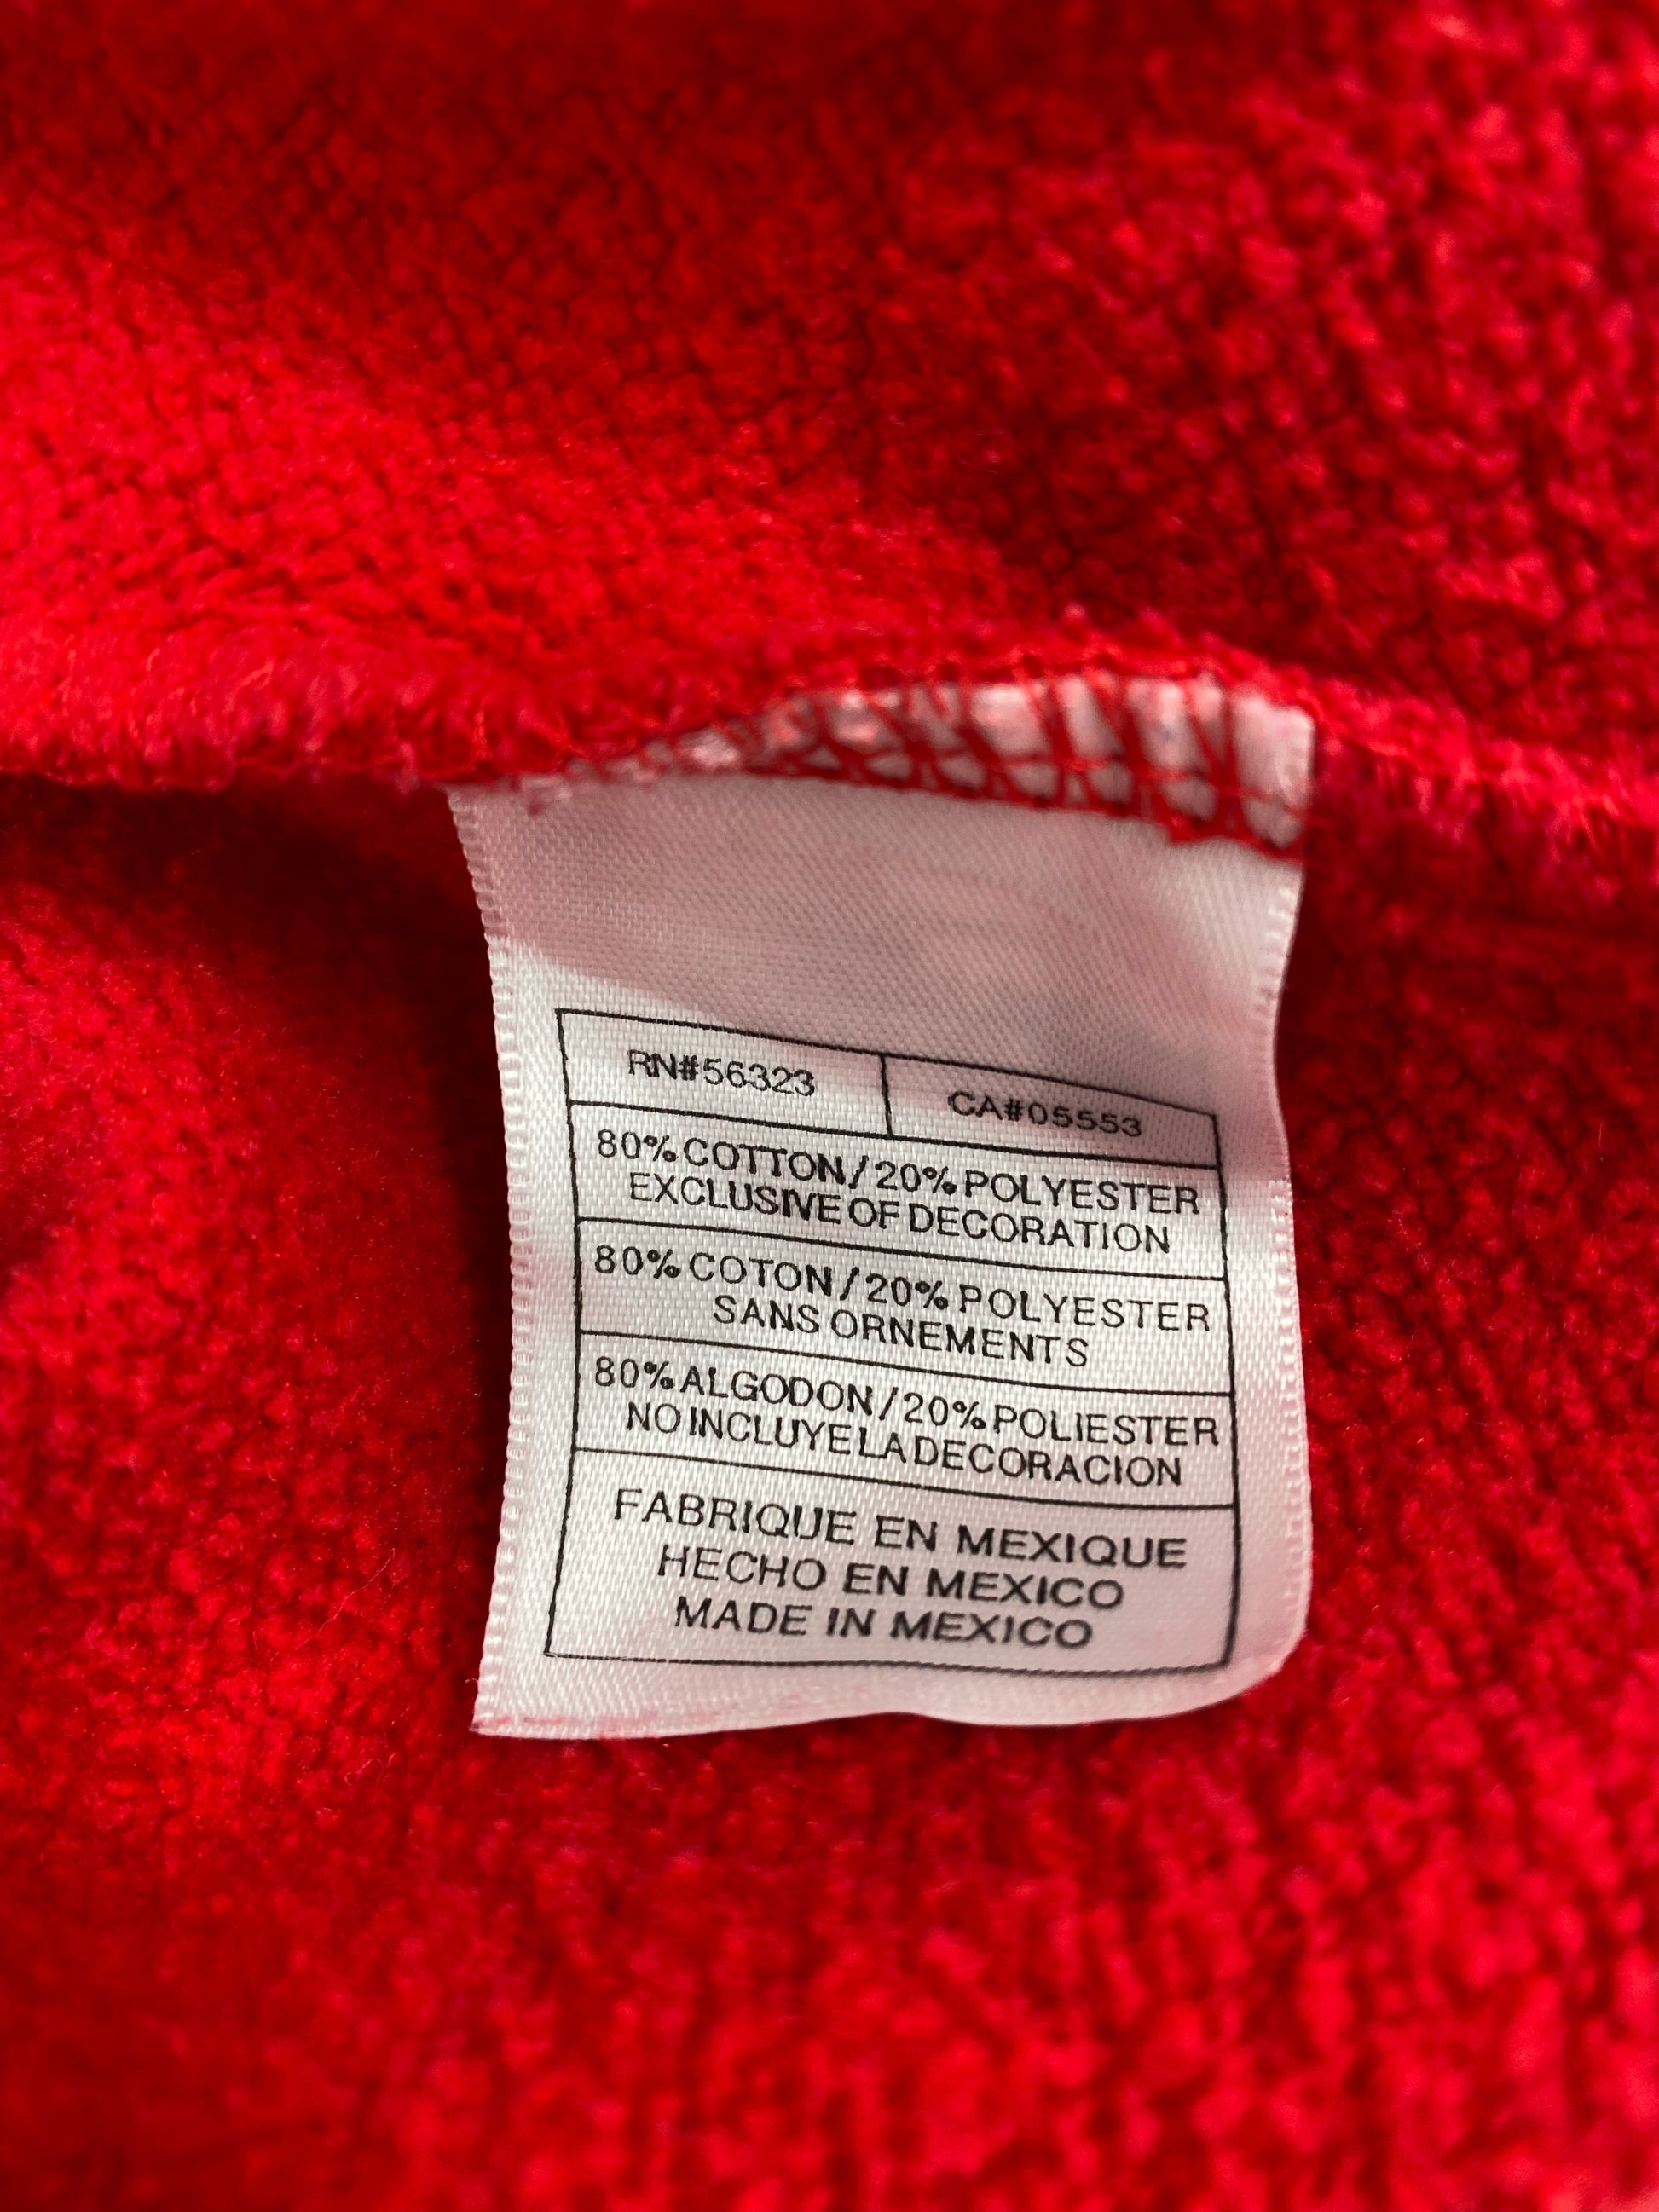 RN#56323 CA#05553
80% COTTON / 20% POLYESTER
EXCLUSIVE OF DECORATION
80% COTON / 20% POLYESTER
SANS ORNEMENTS
80% ALGODON / 20% POLIESTER
NO INCLUYE LA DECORACION
FABRIQUE EN MEXIQUE
HECHO EN MEXICO
MADE IN MEXICO